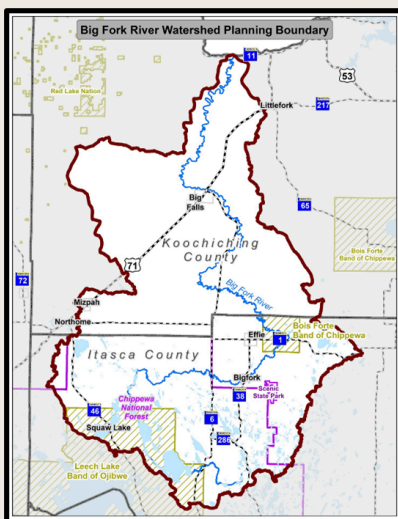 Big Fork River Watershed Planning Boundary
11
53
Red Lake Nation
Littlefork
217
Big
Falls
65
Koochiching
County
Bois Forte
Band of Chippewa
71
72
Big Fork River
Mizpah
Northome
Effie
1
Bois Forte
Band of Chippewa
Itasca County
Bigfork
Scenic
State Park
Chippewa
National
Forest
38
46
6
Squaw Lake
286
Leech Lake
Band of Ojibwe